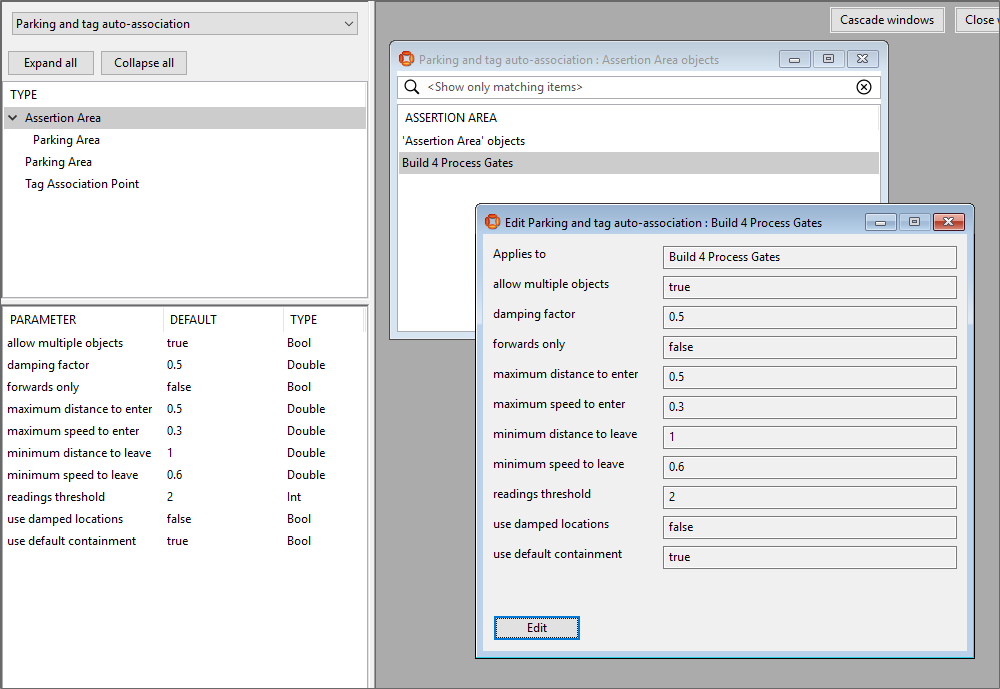 Parking and tag auto-association
Expand all
Collapse all
TYPE
Assertion Area
Parking Area
Parking Area
Tag Association Point
PARAMETER DEFAULT TYPE
allow multiple objects true Bool
damping factor 0.5 Double
forwards only false Bool
maximum distance to enter 0.5 Double
maximum speed to enter 0.3 Double
minimum distance to leave 1 Double
minimum speed to leave 0.6 Double
readings threshold 2 Int
use damped locations false Bool
use default containment true Bool
Cascade windows
Close w
Parking and tag auto-association : Assertion Area objects
<Show only matching items>
ASSERTION AREA
'Assertion Area' objects
Build 4 Process Gates
Edit Parking and tag auto-association : Build 4 Process Gates
Applies to Build 4 Process Gates
allow multiple objects true
damping factor 0.5
forwards only false
maximum distance to enter 0.5
maximum speed to enter 0.3
minimum distance to leave 1
minimum speed to leave 0.6
readings threshold 2
use damped locations false
use default containment true
Edit